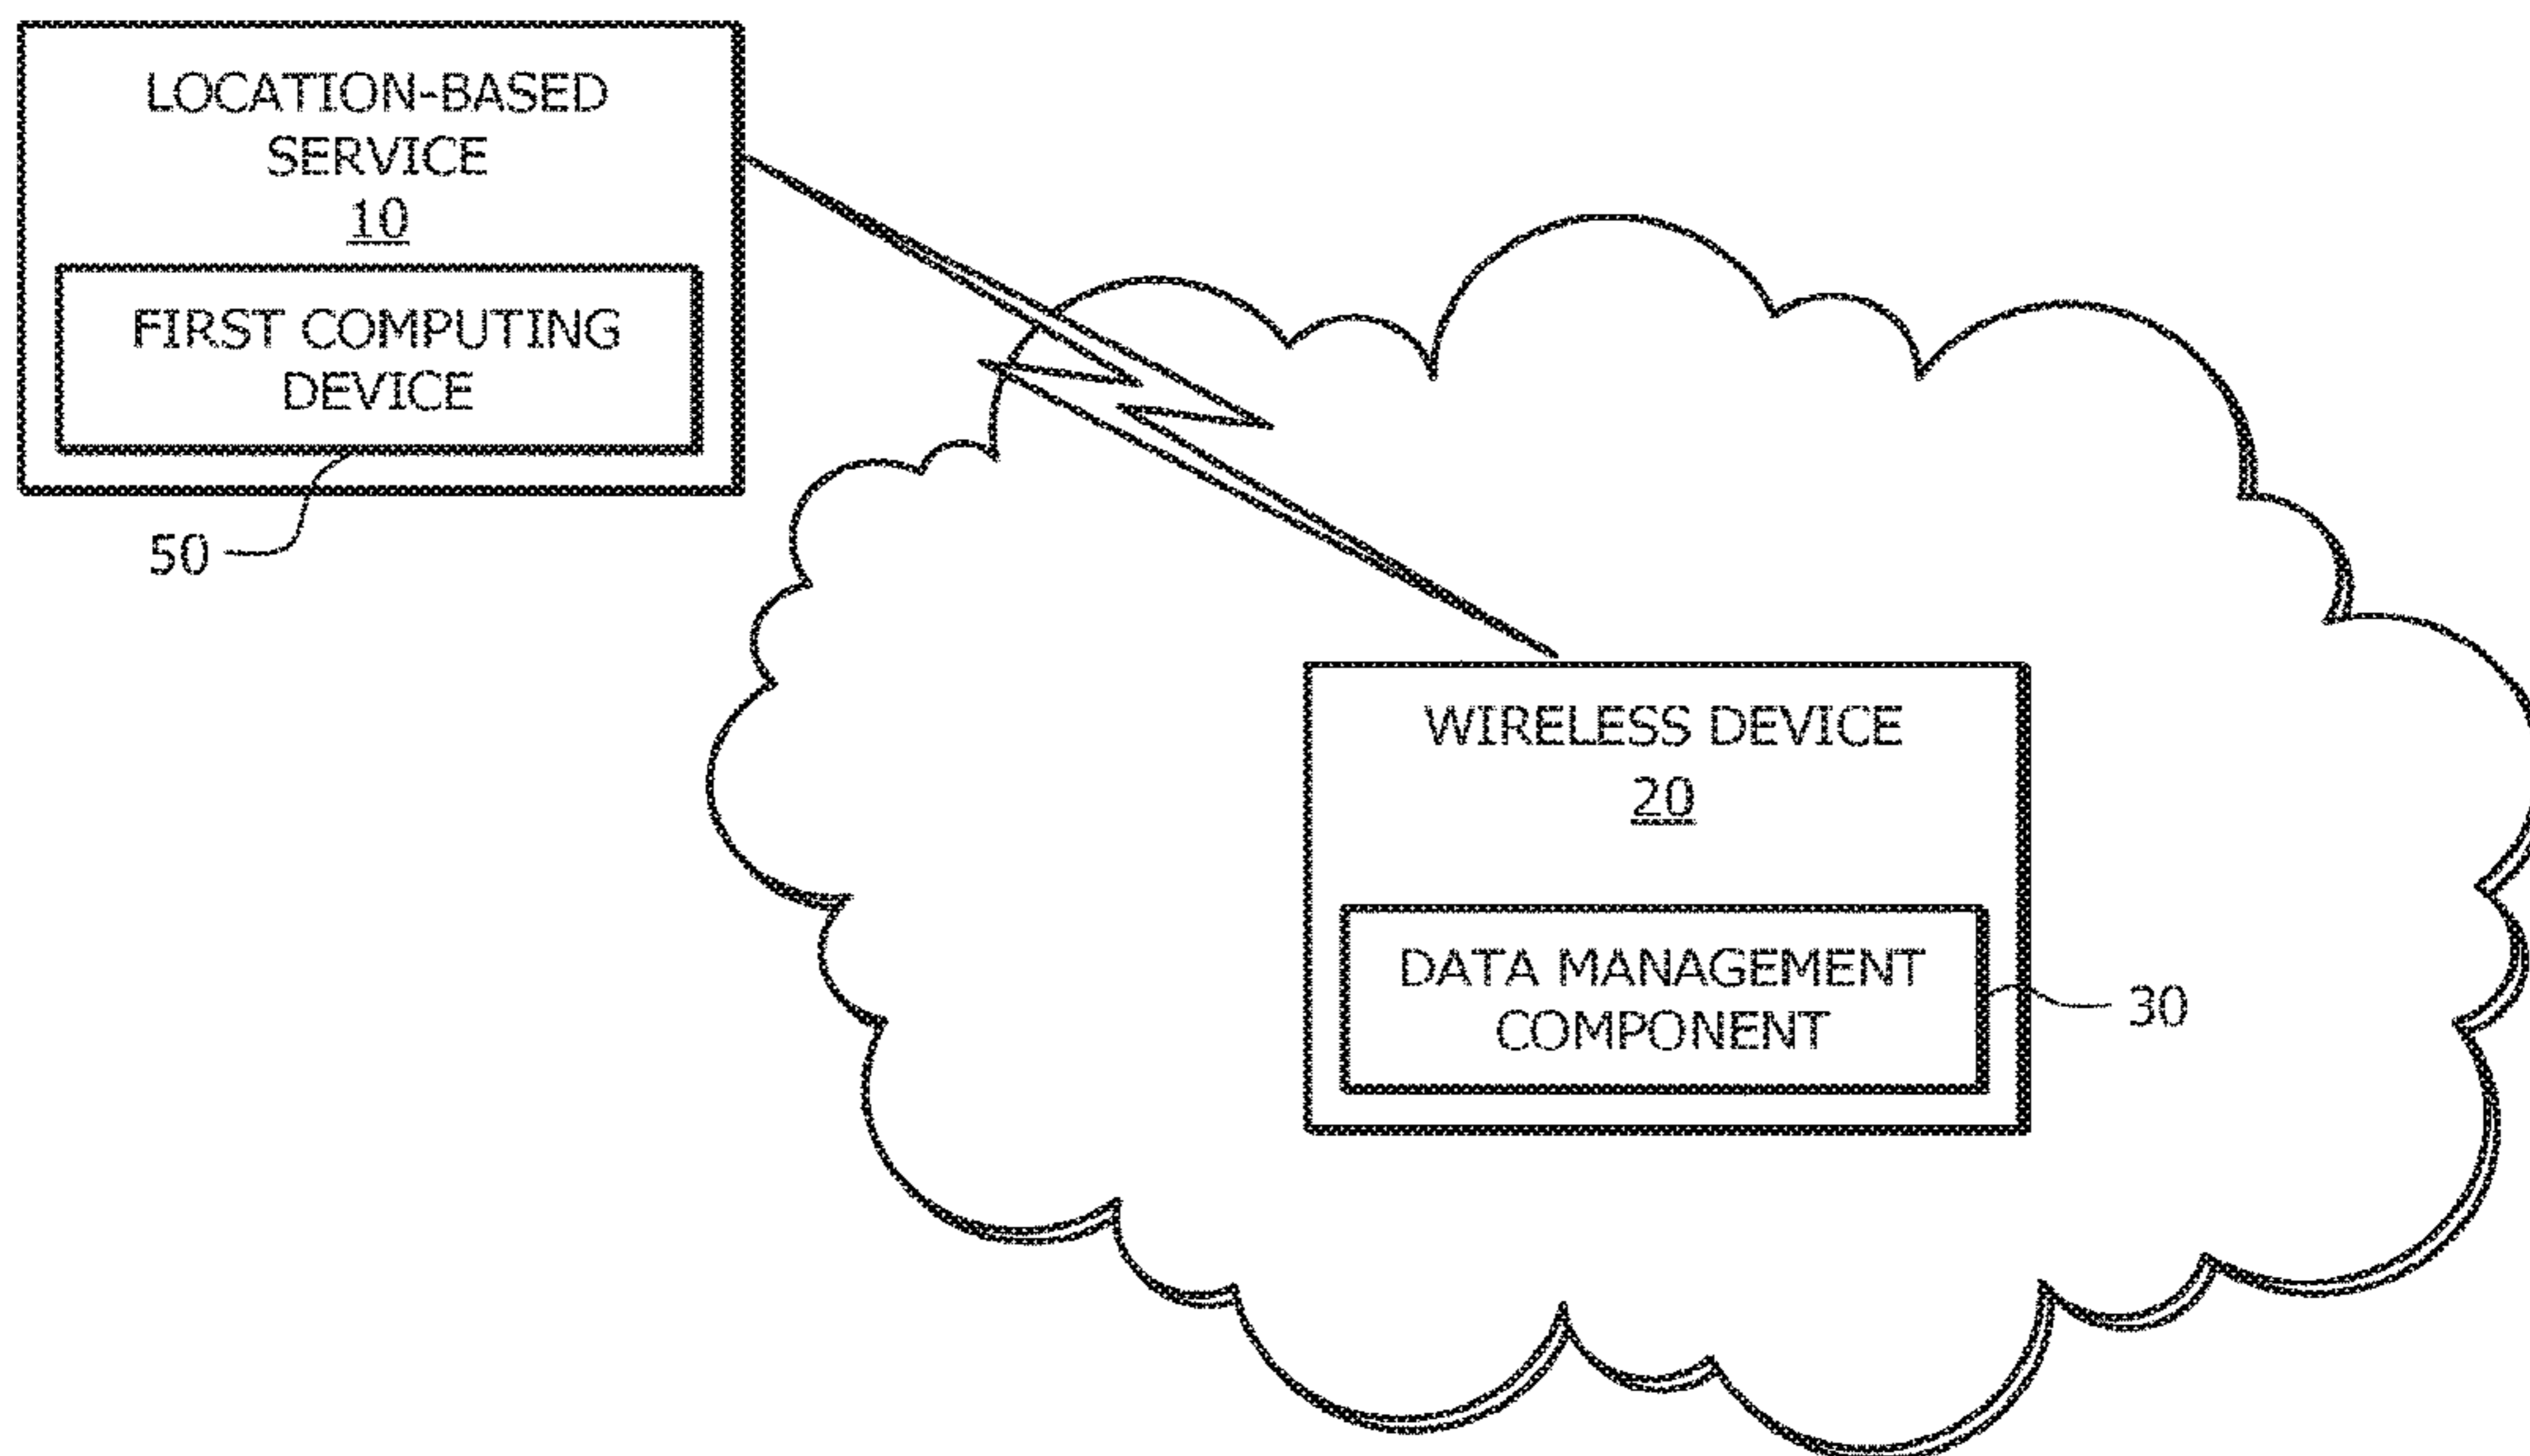 LOCATION-BASED
SERVICE
10
FIRST COMPUTING
DEVICE
50
WIRELESS DEVICE
20
DATA MANAGEMENT
COMPONENT
30